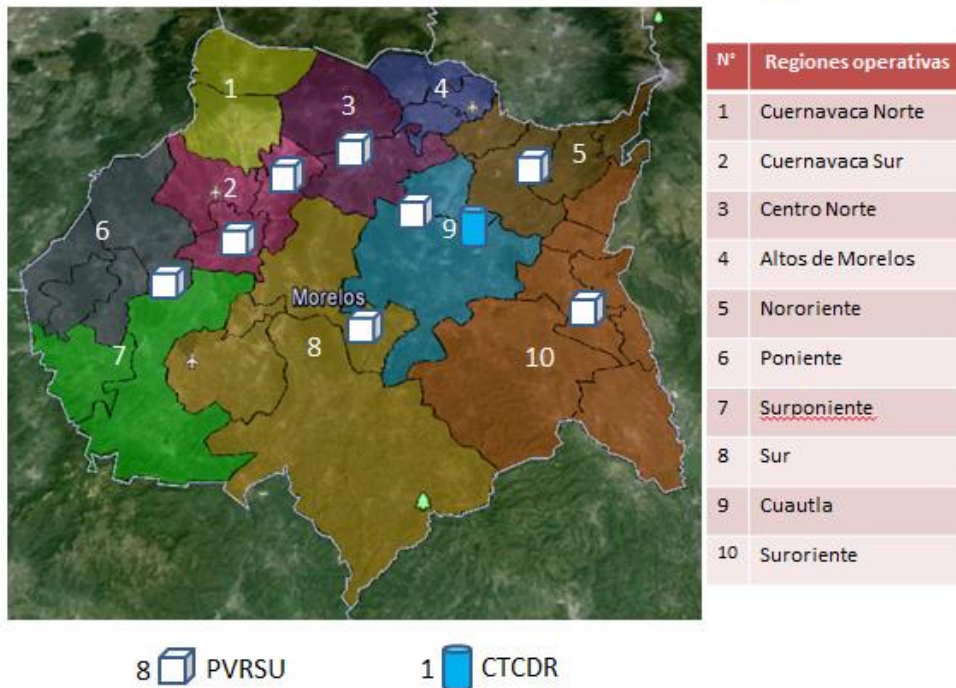 1
3
4
5
2
6
9
Morelos
7
8
10
N° Regiones operativas
1 Cuernavaca Norte
2 Cuernavaca Sur
3 Centro Norte
4 Altos de Morelos
5 Nororiente
6 Poniente
7 Surponiente
8 Sur
9 Cuautla
10 Suroriente
8 PVRSU
1 CTCDR